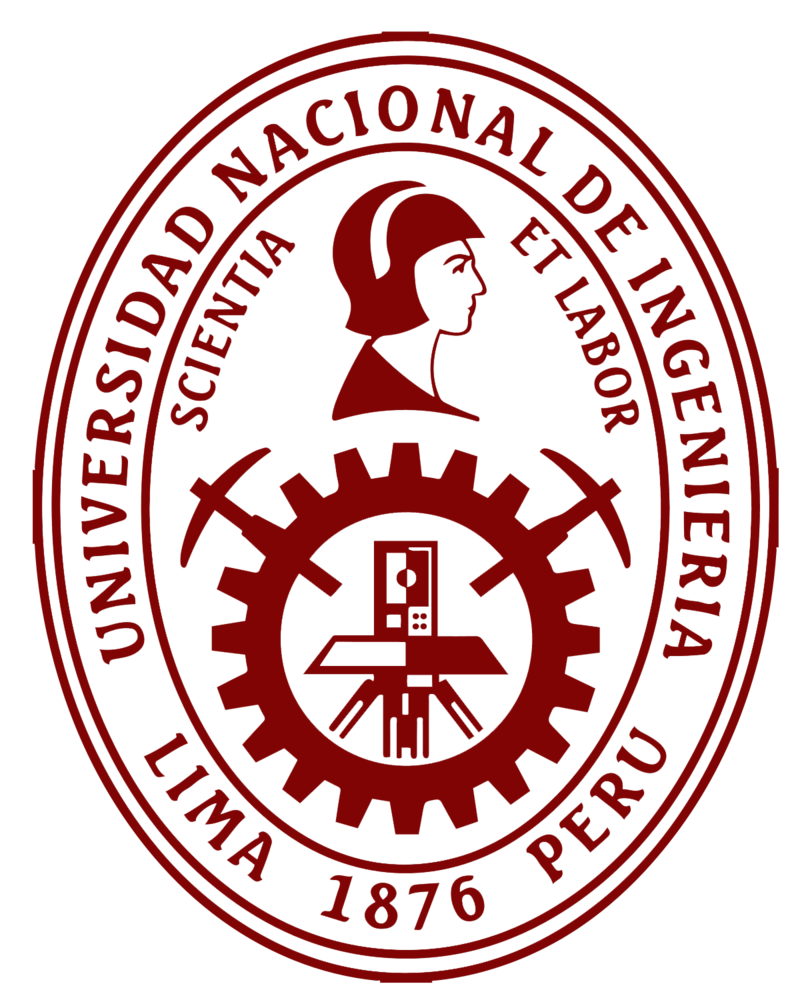 UNIVERSIDAD NACIONAL DE INGENIERIA
SCIENTIA
ET LABOR
LIMA 1876 PERU